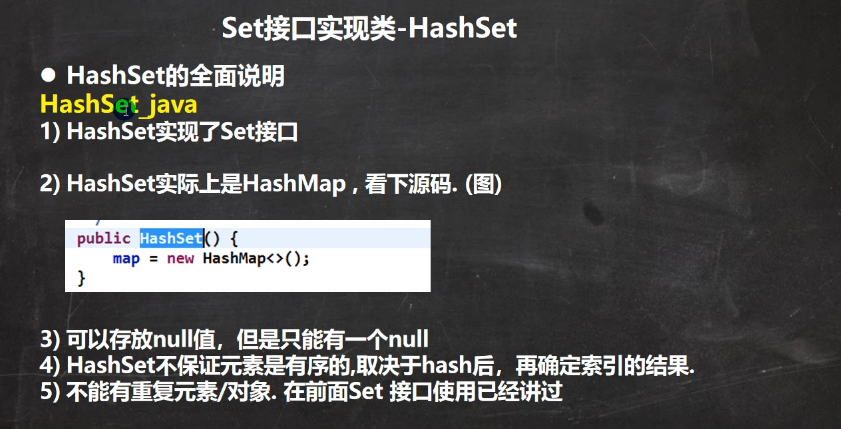 Set接口实现类-HashSet
● HashSet的全面说明
HashSet_java
1) HashSet实现了Set接口
2) HashSet实际上是HashMap , 看下源码. (图)
public HashSet() {
map = new HashMap<>();
}
3) 可以存放null值，但是只能有一个null
4) HashSet不保证元素是有序的,取决于hash后，再确定索引的结果.
5) 不能有重复元素/对象. 在前面Set 接口使用已经讲过